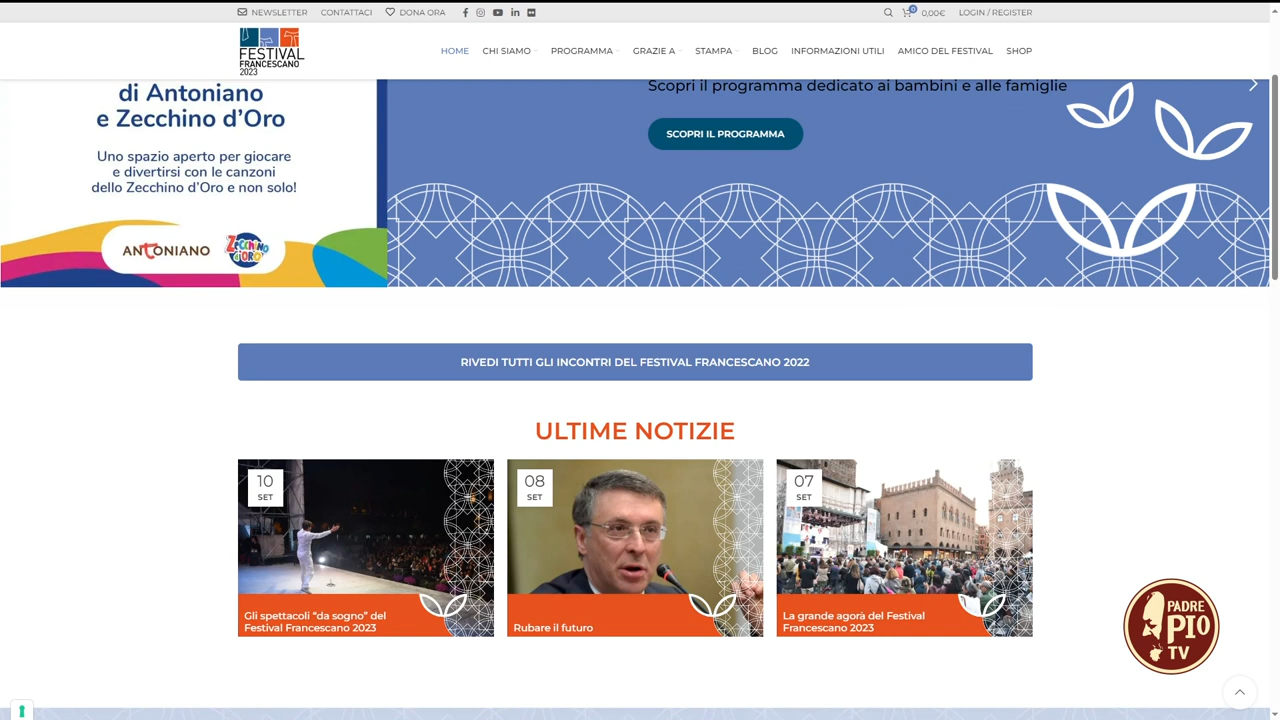 NEWSLETTER CONTATTACI DONA ORA 0 0,00€ LOGIN / REGISTER
FESTIVAL
FRANCESCANO
2023
HOME CHI SIAMO PROGRAMMA GRAZIE A STAMPA BLOG INFORMAZIONI UTILI AMICO DEL FESTIVAL SHOP
di Antoniano
e Zecchino d’Oro
Uno spazio aperto per giocare
e divertirsi con le canzoni
dello Zecchino d’Oro e non solo!
ANTONIANO
Zecchino
d'ORO
Scopri il programma dedicato ai bambini e alle famiglie
SCOPRI IL PROGRAMMA
RIVEDI TUTTI GLI INCONTRI DEL FESTIVAL FRANCESCANO 2022
ULTIME NOTIZIE
10
SET
Gli spettacoli “da sogno” del
Festival Francescano 2023
08
SET
Rubare il futuro
07
SET
La grande agorà del Festival
Francescano 2023
PADRE
PIO
TV